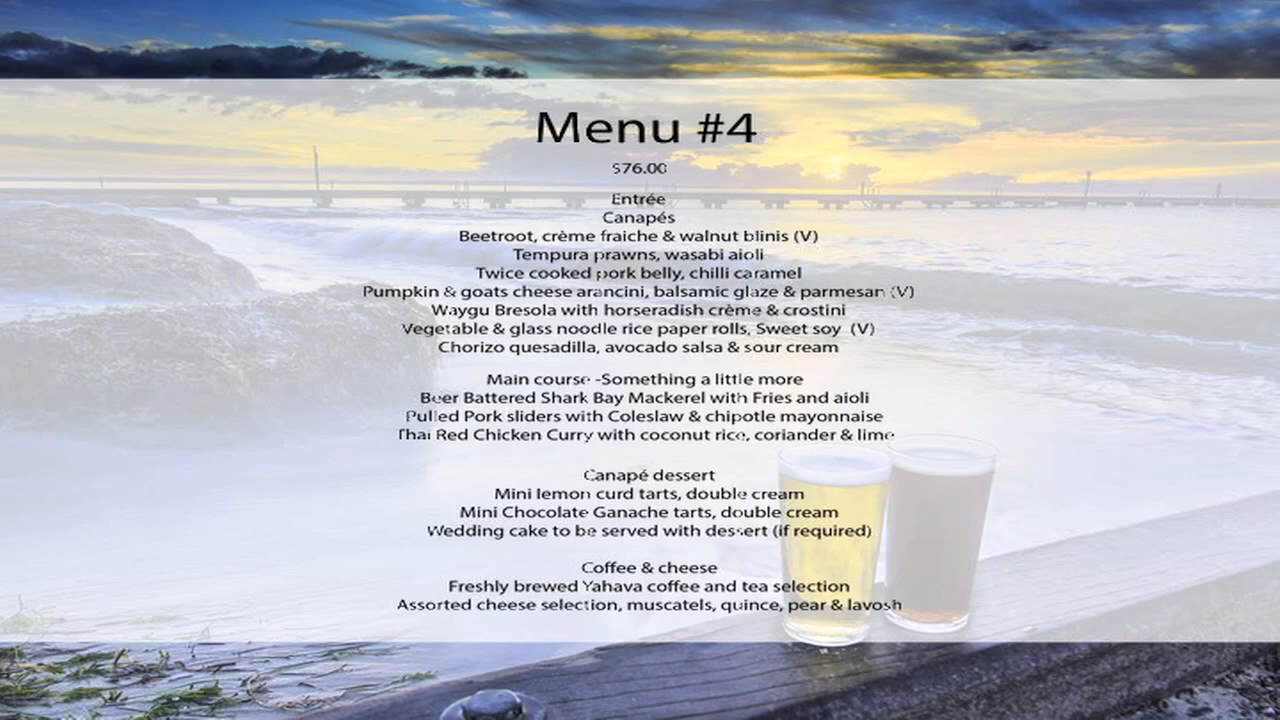 Menu #4
$76.00
Entrée
Canapés
Beetroot, crème fraiche & walnut blinis (V)
Tempura prawns, wasabi aioli
Twice cooked pork belly, chilli caramel
Pumpkin & goats cheese arancini, balsamic glaze & parmesan (V)
Waygu Bresola with horseradish crème & crostini
Vegetable & glass noodle rice paper rolls, Sweet soy (V)
Chorizo quesadilla, avocado salsa & sour cream
Main course -Something a little more
Beer Battered Shark Bay Mackerel with Fries and aioli
Pulled Pork sliders with Coleslaw & chipotle mayonnaise
Thai Red Chicken Curry with coconut rice, coriander & lime
Canapé dessert
Mini lemon curd tarts, double cream
Mini Chocolate Ganache tarts, double cream
Wedding cake to be served with dessert (if required)
Coffee & cheese
Freshly brewed Yahava coffee and tea selection
Assorted cheese selection, muscatels, quince, pear & lavosh